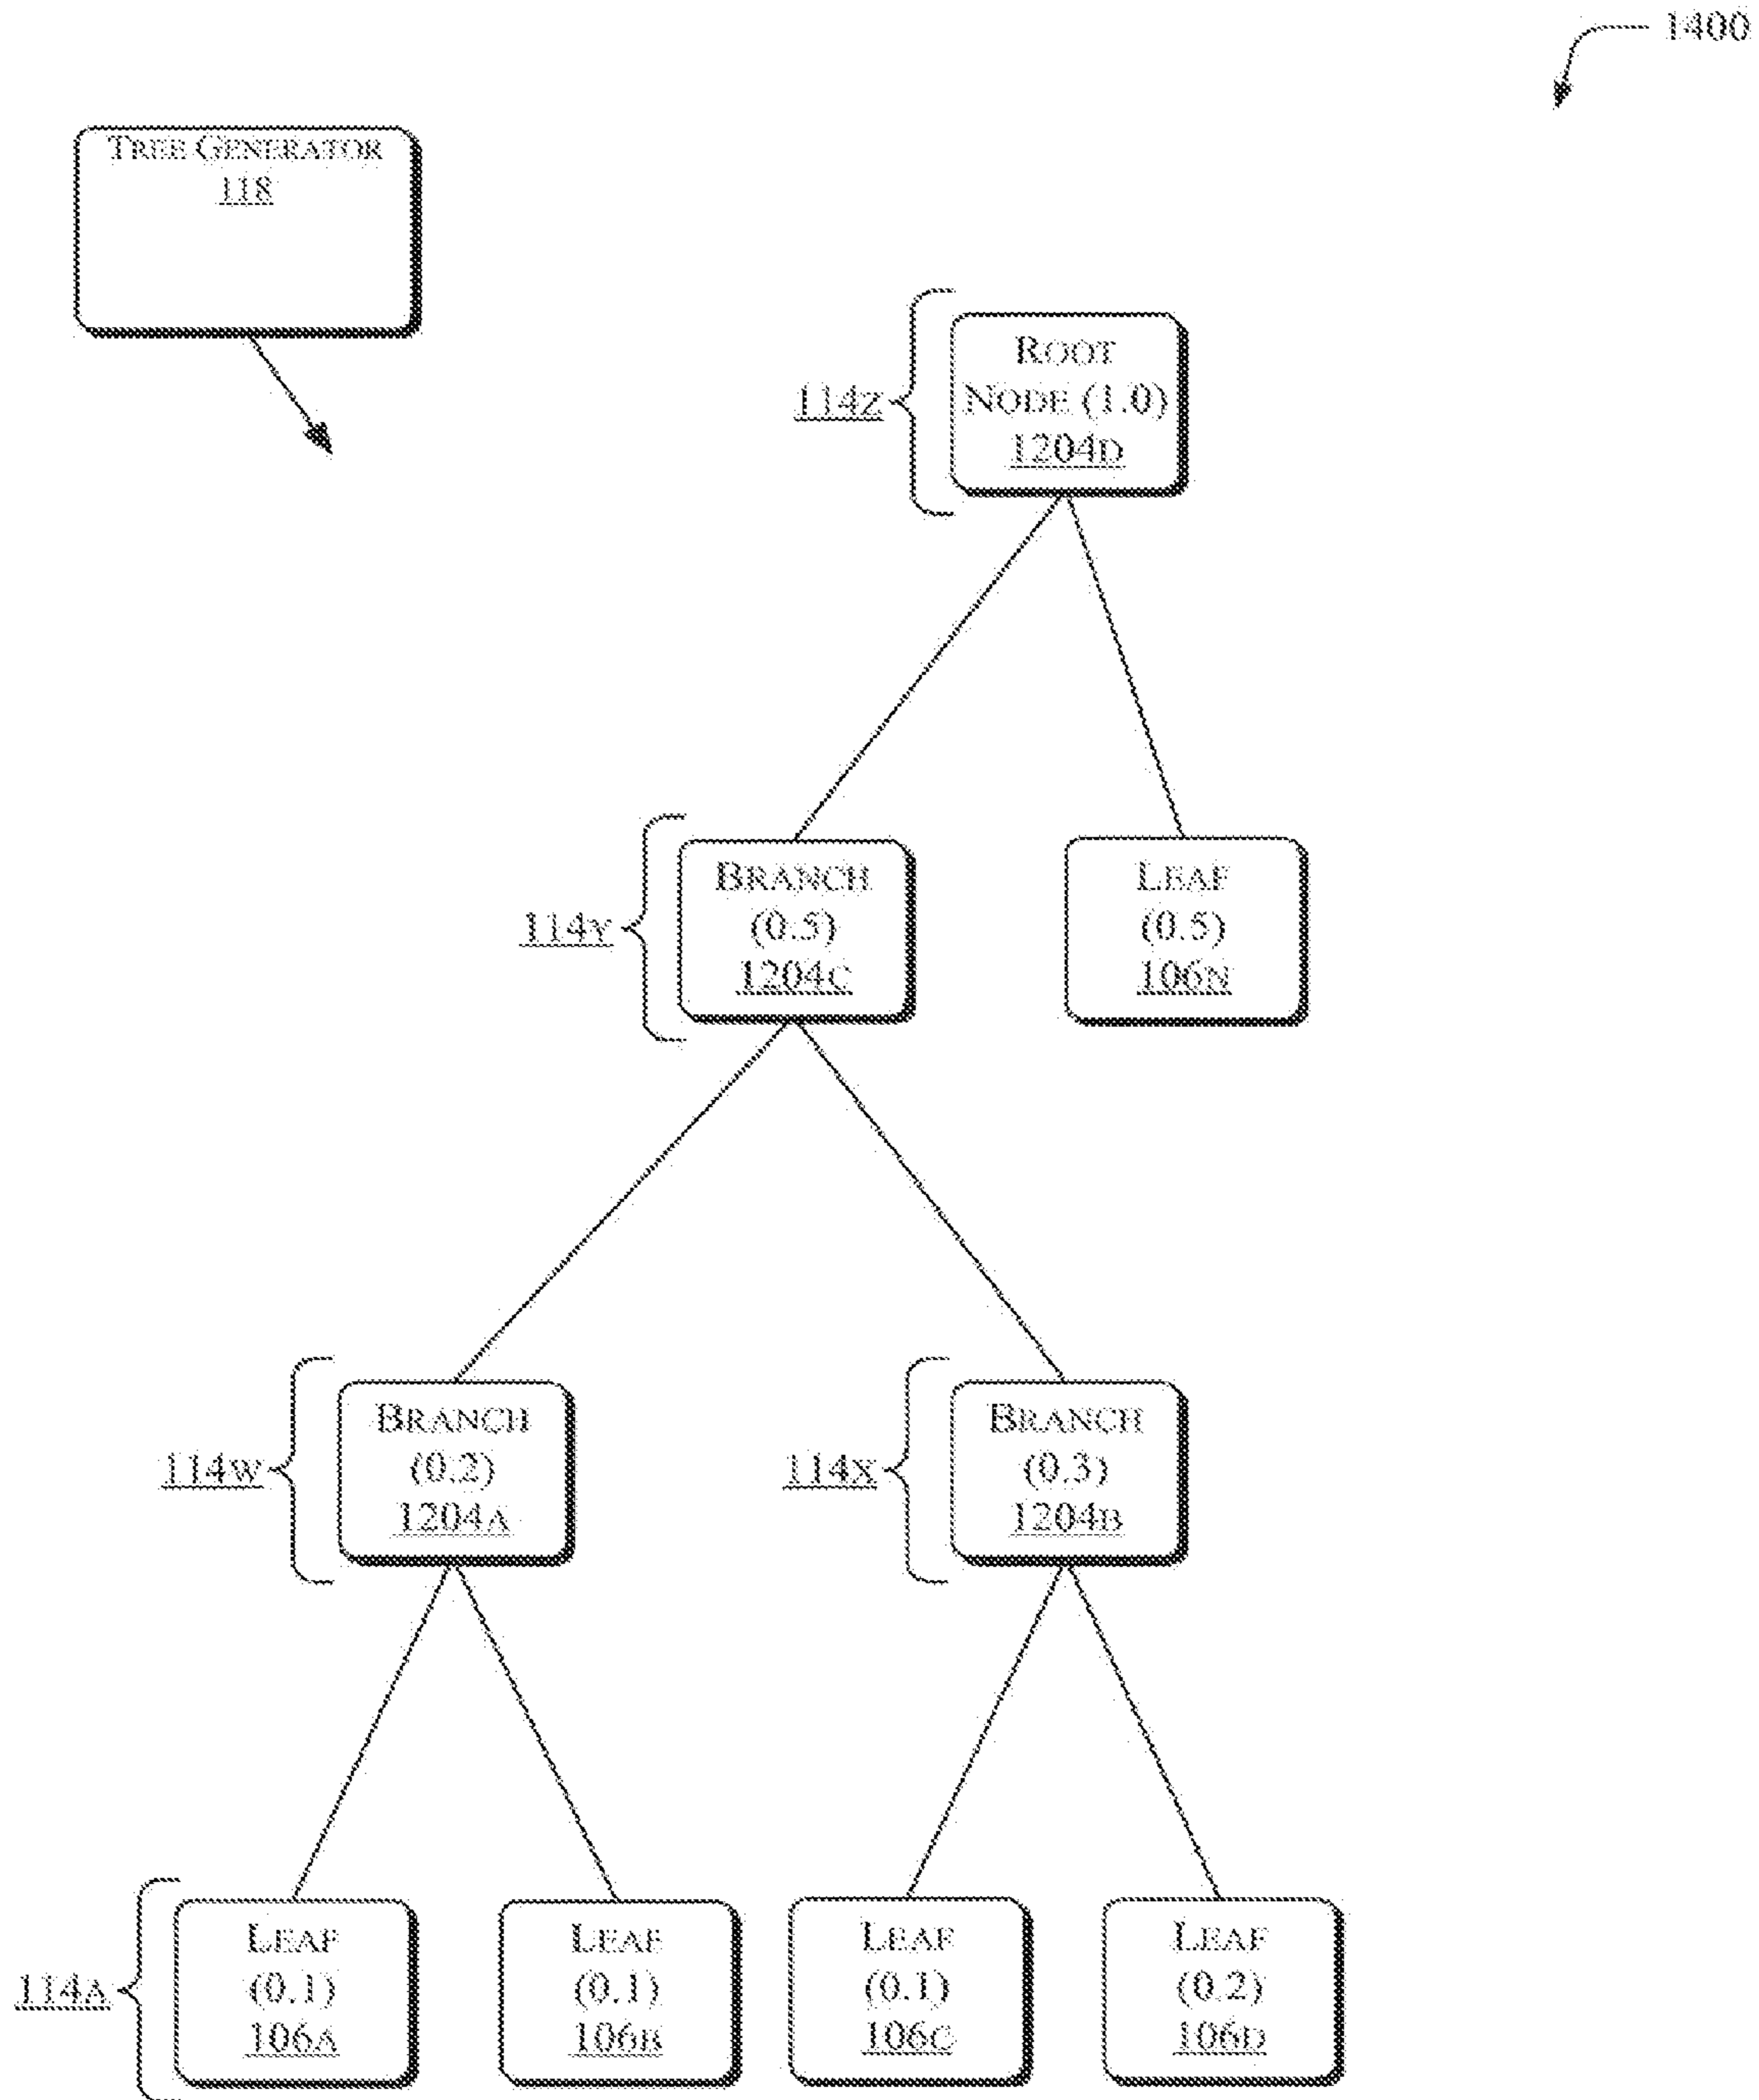 1400
TREE GENERATOR
118
ROOT
NODE (1.0)
1204D
114Z
BRANCH
(0.5)
1204C
114Y
LEAF
(0.5)
106N
BRANCH
(0.2)
1204A
114W
BRANCH
(0.3)
1204B
114X
LEAF
(0.1)
106A
114A
LEAF
(0.1)
106B
LEAF
(0.1)
106C
LEAF
(0.2)
106D